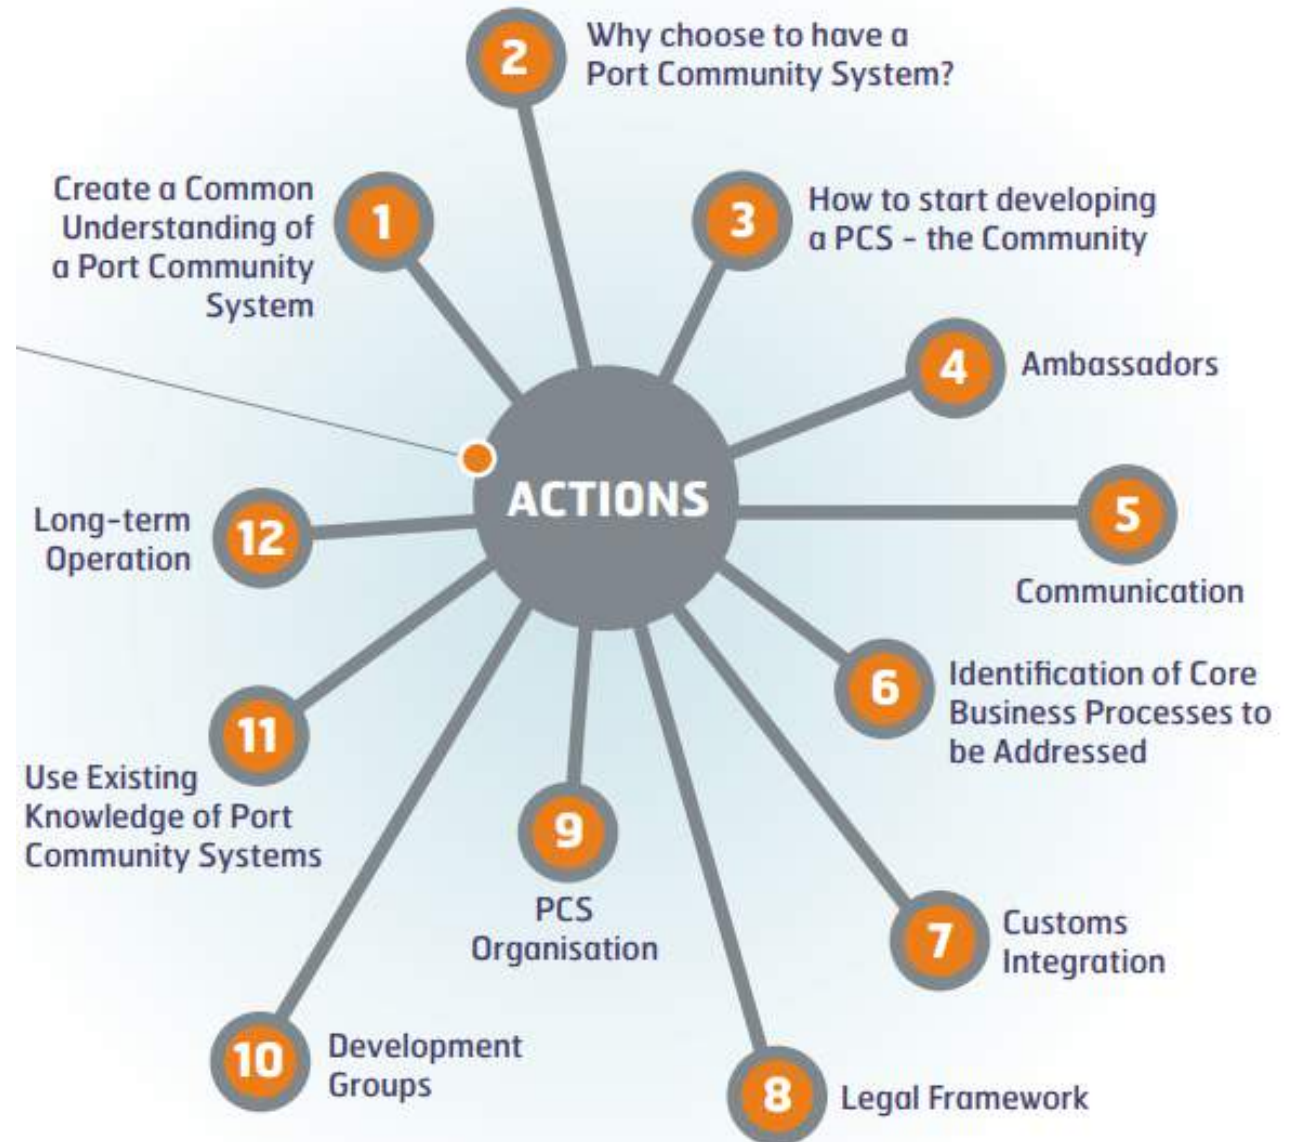 2
Why choose to have a
Port Community System?
1
Create a Common
Understanding of
a Port Community
System
3
How to start developing
a PCS - the Community
4
Ambassadors
ACTIONS
5
Communication
6
Identification of Core
Business Processes to
be Addressed
7
Customs
Integration
8
Legal Framework
9
PCS
Organisation
10
Development
Groups
11
Use Existing
Knowledge of Port
Community Systems
12
Long-term
Operation